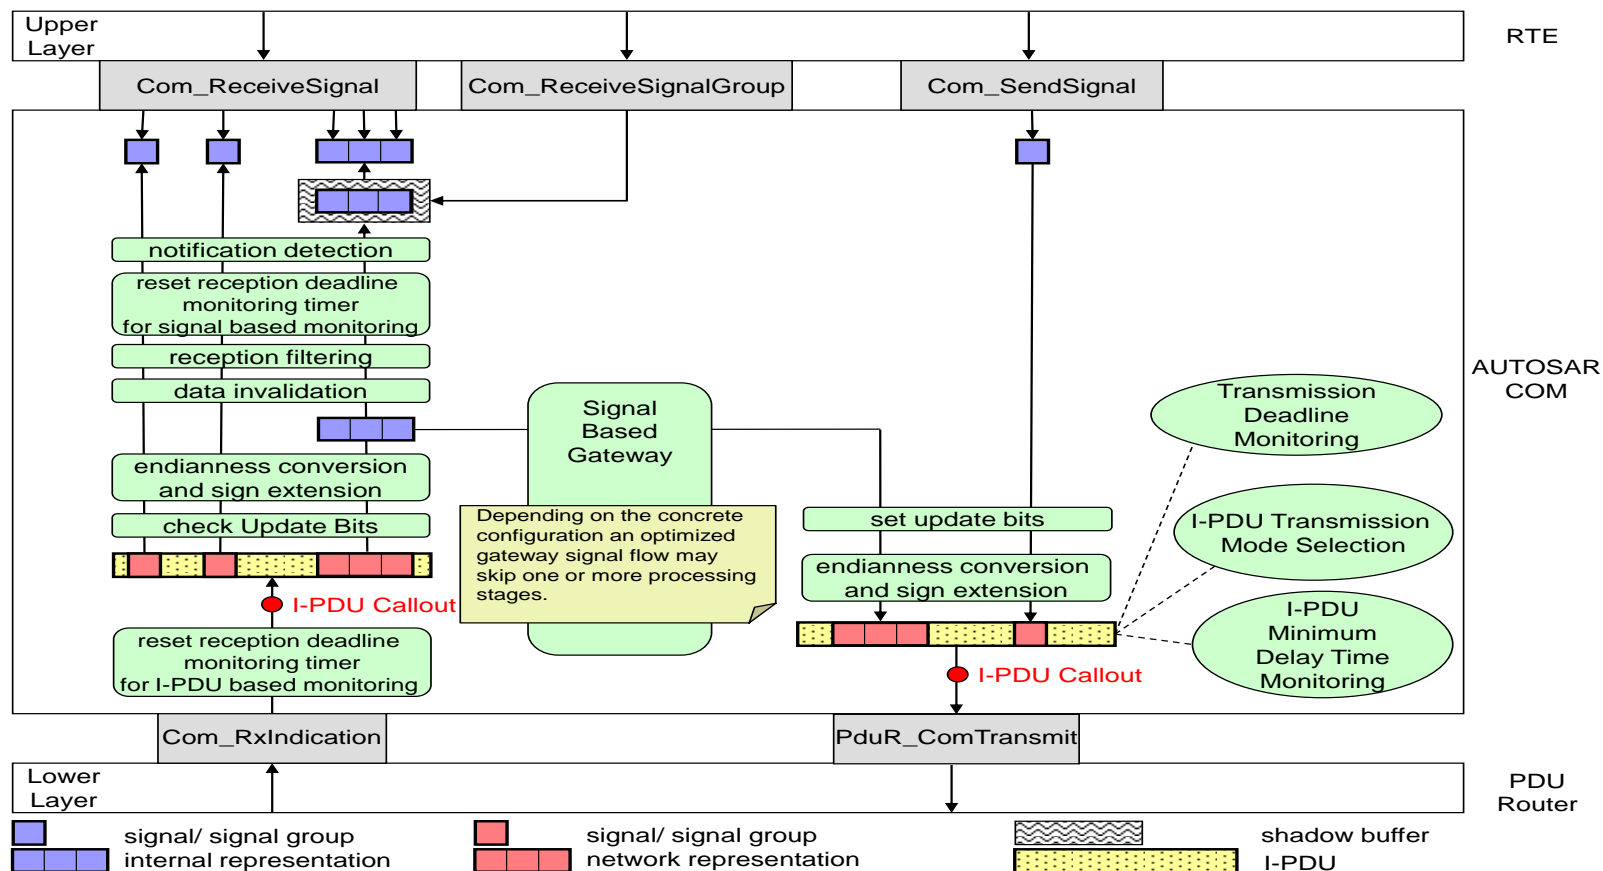 Upper
Layer
RTE
Com_ReceiveSignal
Com_ReceiveSignalGroup
Com_SendSignal
notification detection
reset reception deadline
monitoring timer
for signal based monitoring
reception filtering
data invalidation
endianness conversion
and sign extension
check Update Bits
I-PDU Callout
reset reception deadline
monitoring timer
for I-PDU based monitoring
Signal
Based
Gateway
Depending on the concrete
configuration an optimized
gateway signal flow may
skip one or more processing
stages.
set update bits
endianness conversion
and sign extension
I-PDU Callout
Transmission
Deadline
Monitoring
I-PDU Transmission
Mode Selection
I-PDU
Minimum
Delay Time
Monitoring
AUTOSAR
COM
Com_RxIndication
PduR_ComTransmit
Lower
Layer
PDU
Router
signal/ signal group
internal representation
signal/ signal group
network representation
shadow buffer
I-PDU